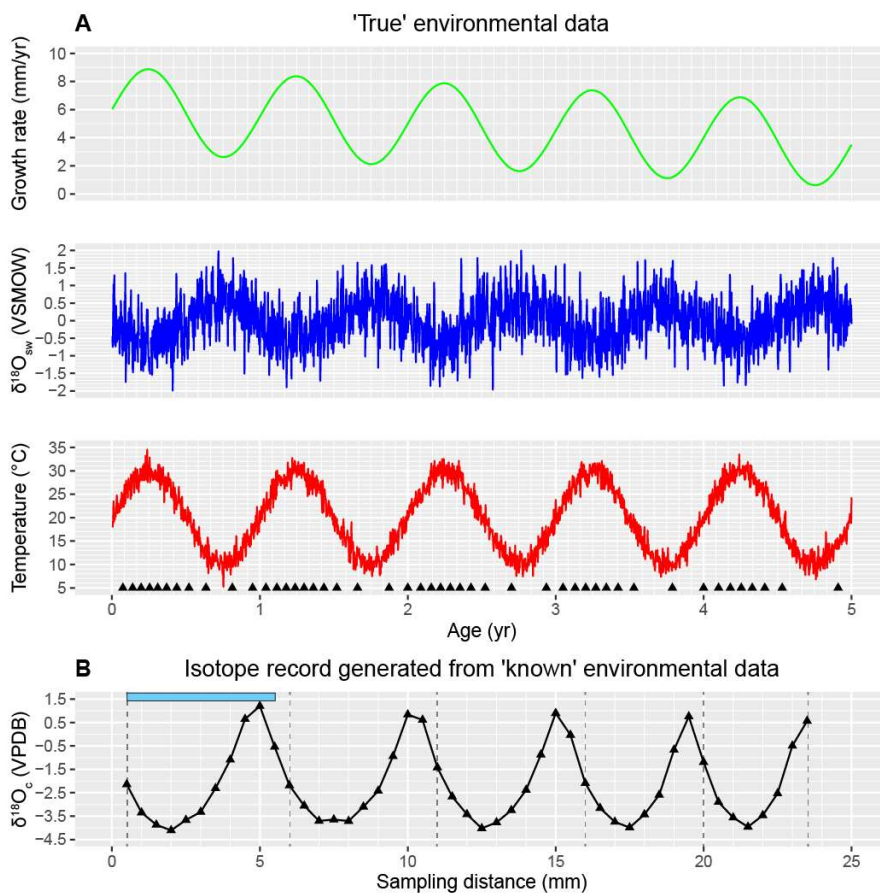 A 'True' environmental data
Growth rate (mm/yr)
10
8
6
4
2
0
δ¹⁸Osw (VSMOW)
2
1.5
0.5
0
−0.5
−1
−2
Temperature (°C)
35
30
25
20
15
10
5
0 1 2 3 4 5
Age (yr)
B Isotope record generated from 'known' environmental data
δ¹⁸Oc (VPDB)
1.5
0.5
−0.5
−1.5
−2.5
−3.5
−4.5
0 5 10 15 20 25
Sampling distance (mm)